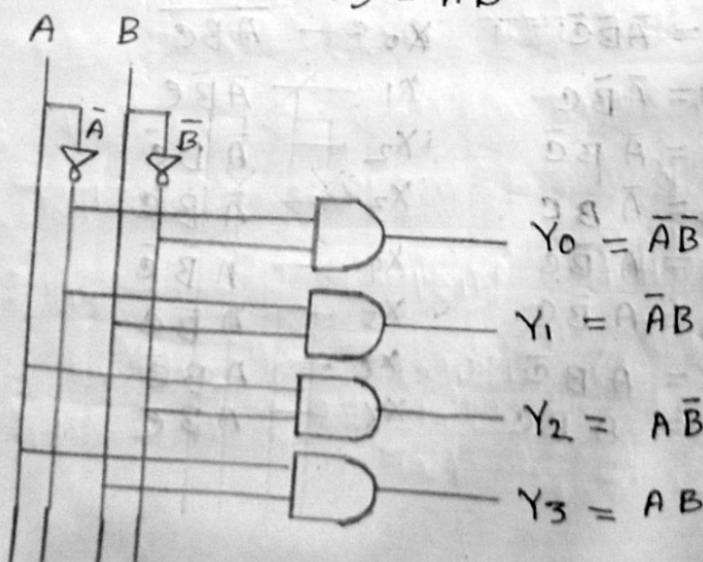 A B
Ā B̄
Y0 = ĀB̄
Y1 = ĀB
Y2 = AB̄
Y3 = AB